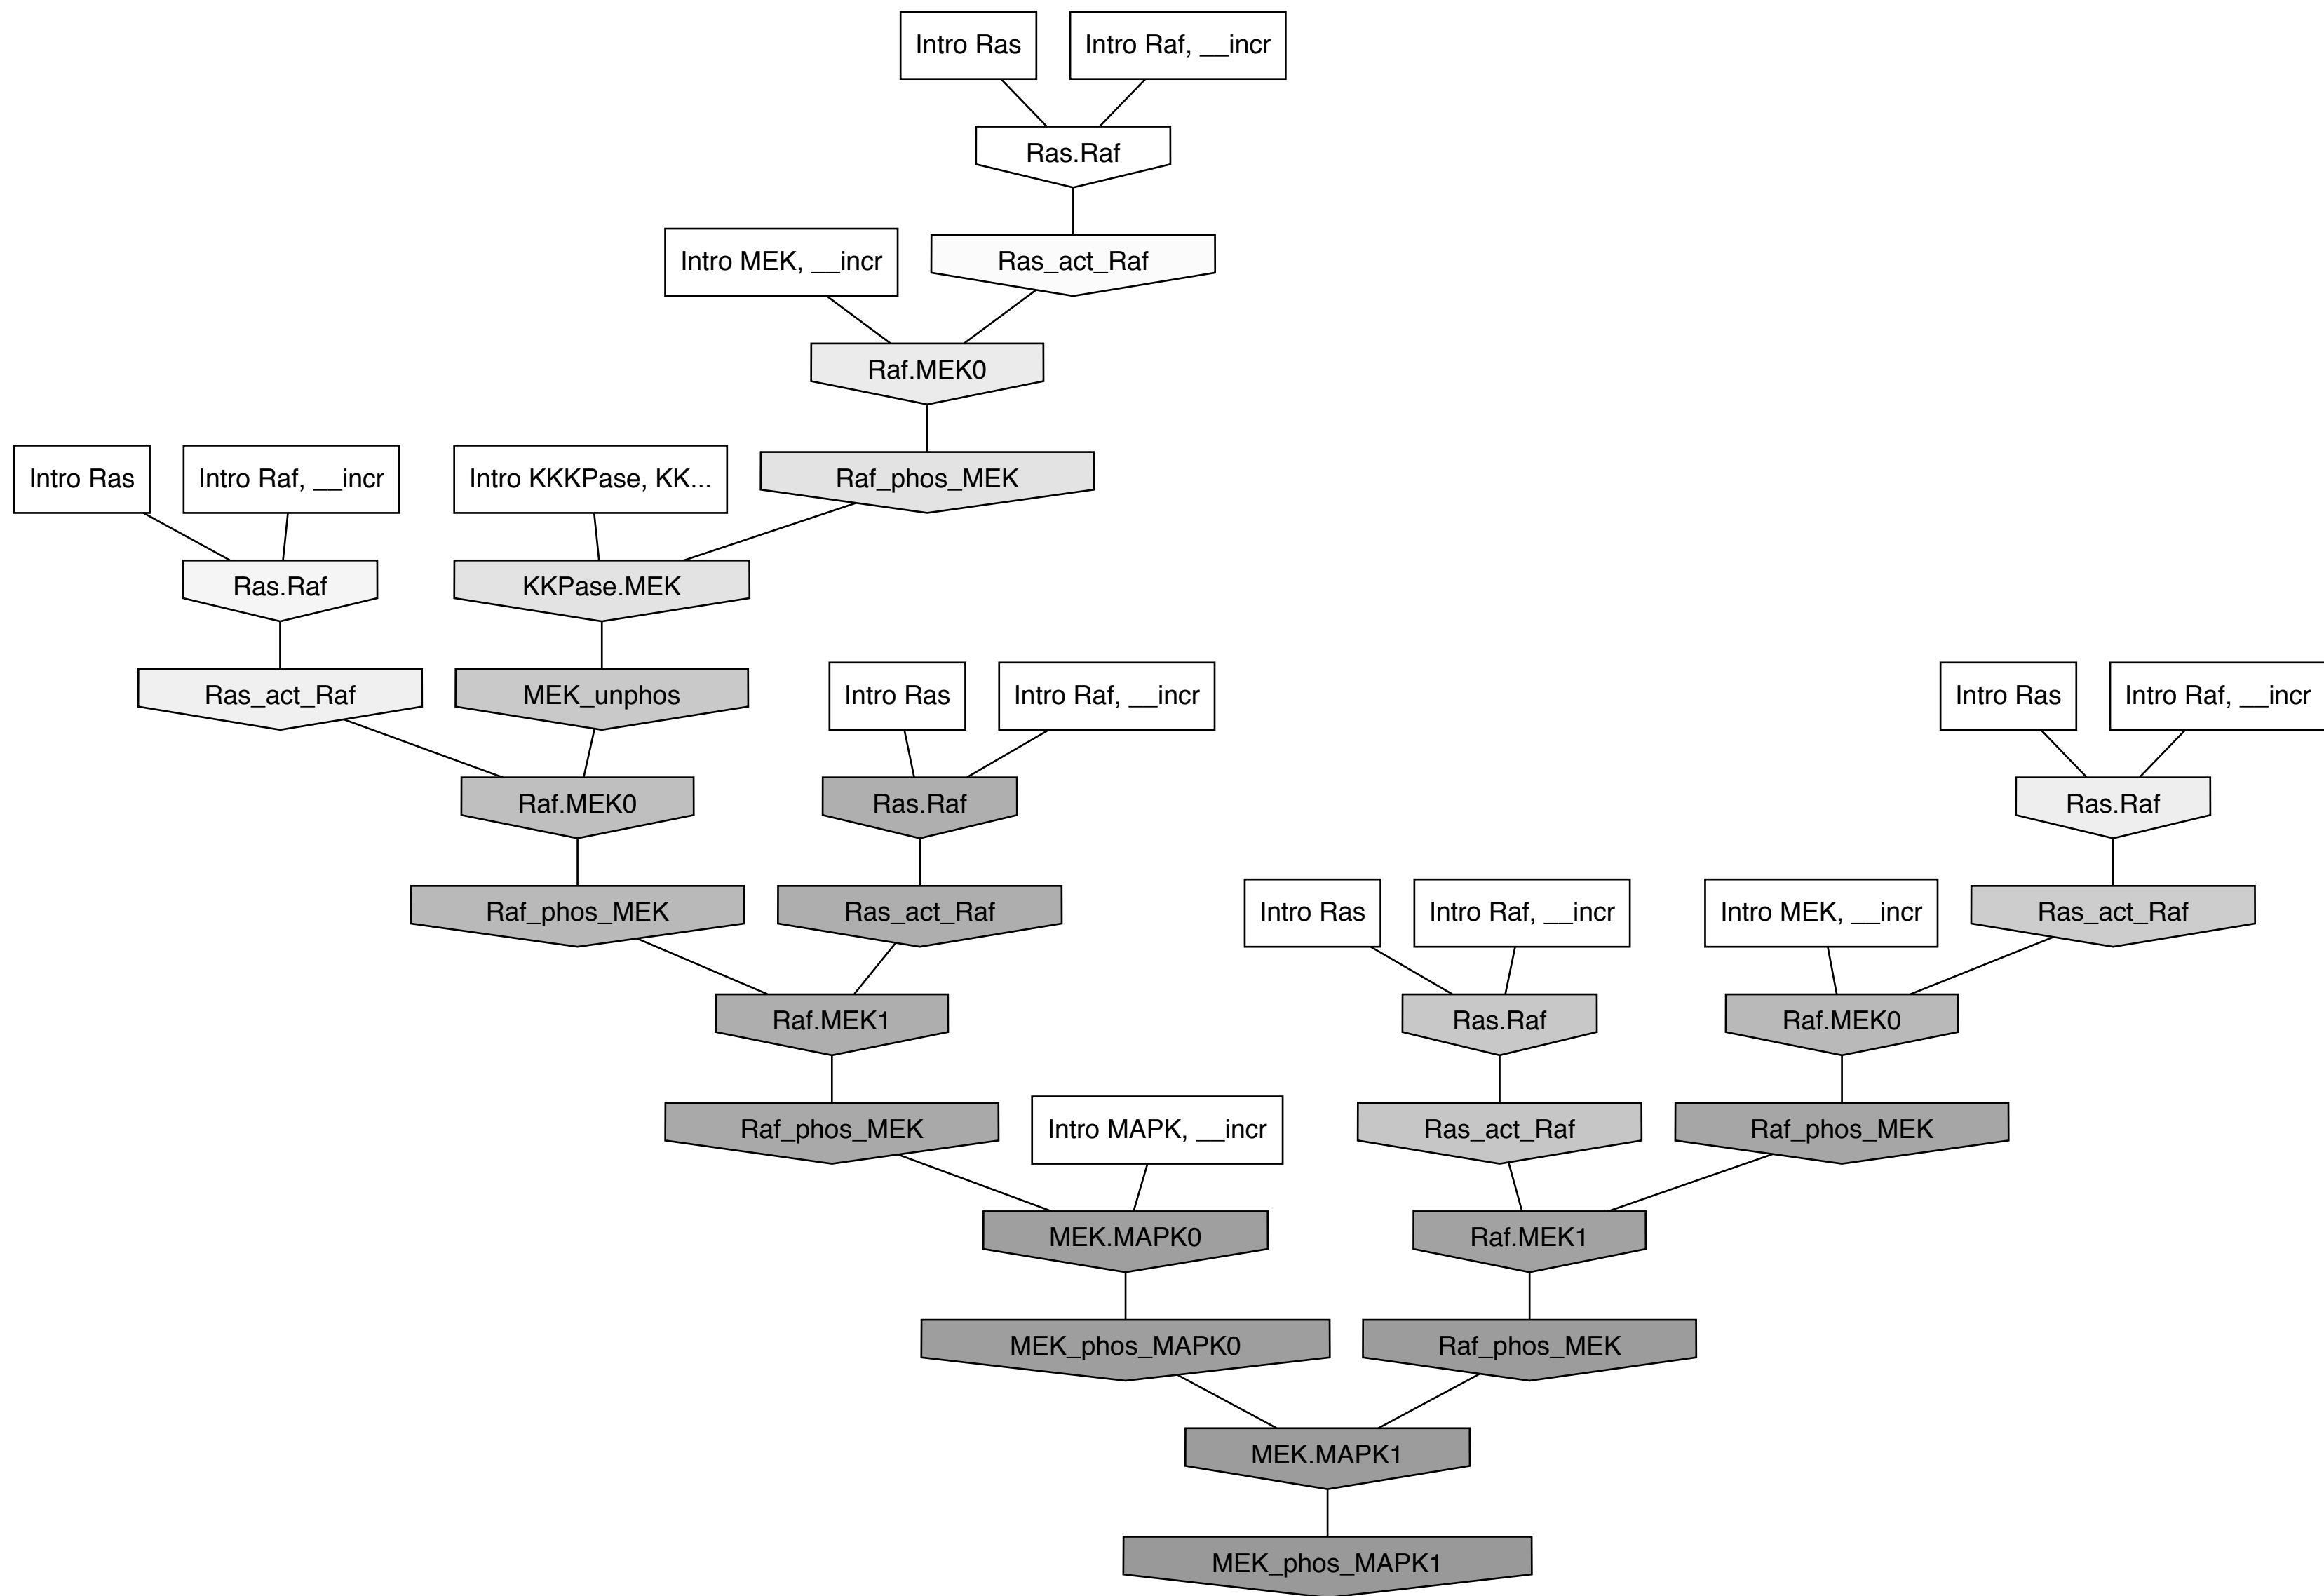 Intro Ras
Intro Raf, __incr
Ras.Raf
Intro MEK, __incr
Ras_act_Raf
Raf.MEK0
Intro Ras
Intro Raf, __incr
Intro KKKPase, KK...
Raf_phos_MEK
Ras.Raf
KKPase.MEK
Ras_act_Raf
MEK_unphos
Intro Ras
Intro Raf, __incr
Intro Ras
Intro Raf, __incr
Raf.MEK0
Ras.Raf
Ras.Raf
Raf_phos_MEK
Ras_act_Raf
Intro Ras
Intro Raf, __incr
Intro MEK, __incr
Ras_act_Raf
Raf.MEK1
Ras.Raf
Raf.MEK0
Raf_phos_MEK
Intro MAPK, __incr
Ras_act_Raf
Raf_phos_MEK
MEK.MAPK0
Raf.MEK1
MEK_phos_MAPK0
Raf_phos_MEK
MEK.MAPK1
MEK_phos_MAPK1